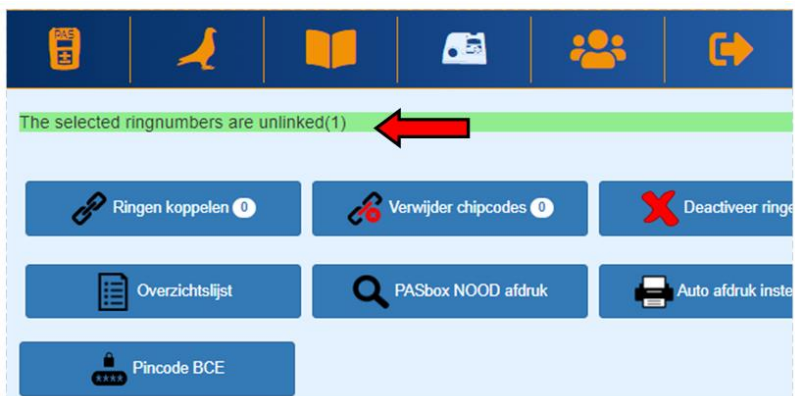 PAS
The selected ringnumbers are unlinked(1)
Ringen koppelen 0
Verwijder chipcodes 0
Deactiveer ringe
Overzichtslijst
PASbox NOOD afdruk
Auto afdruk inste
****
Pincode BCE